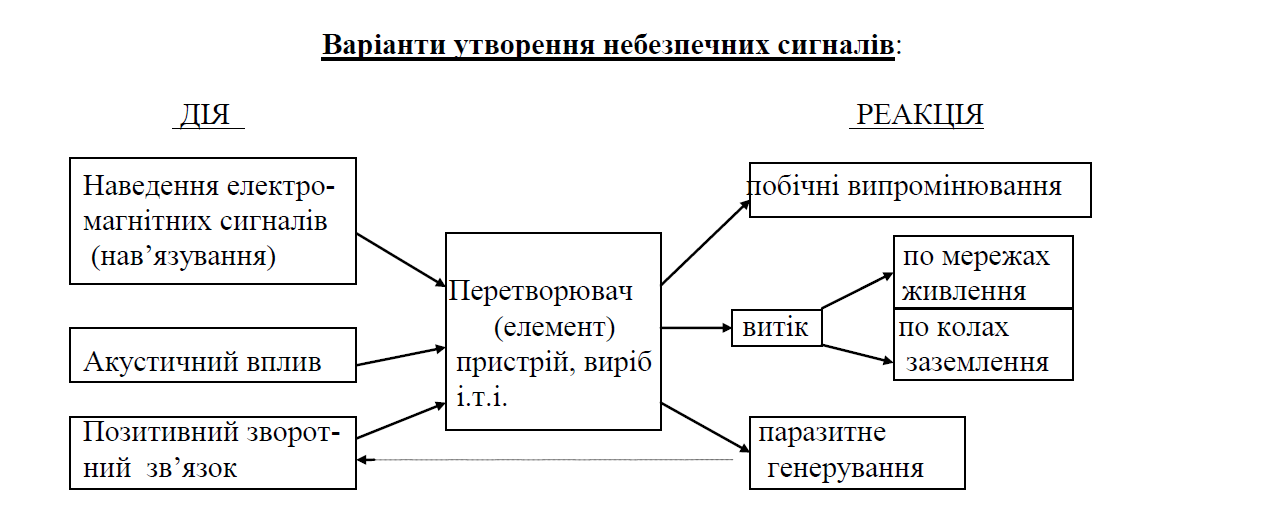 Варіанти утворення небезпечних сигналів:
ДІЯ
РЕАКЦІЯ
Наведення електро-
магнітних сигналів
(нав’язування)
Акустичний вплив
Позитивний зворот-
ний зв’язок
Перетворювач
(елемент)
пристрій, виріб
і.т.і.
побічні випромінювання
витік
по мережах
живлення
по колах
заземлення
паразитне
генерування